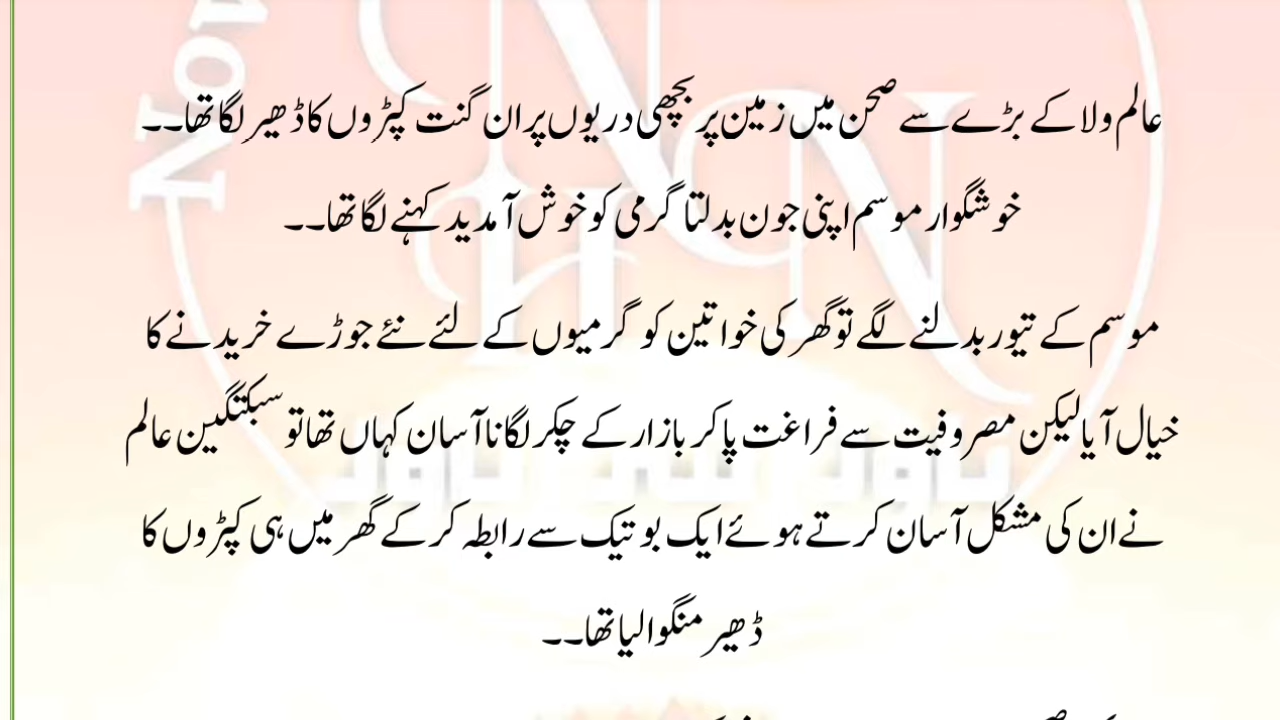 عالم ولا کے بڑے سے صحن میں زمین پر بچھی دریوں پر ان گنت کپڑوں کا ڈھیر لگا تھا۔۔
خوشگوار موسم اپنی جون بدلتا گرمی کو خوش آمدید کہنے لگا تھا۔۔
موسم کے تیور بدلنے لگے تو گھر کی خواتین کو گرمیوں کے لئے نئے جوڑے خریدنے کا
خیال آیا لیکن مصروفیت سے فراغت پا کر بازار کے چکر لگانا آسان کہاں تھا تو سبکتگین عالم
نے ان کی مشکل آسان کرتے ہوئے ایک بوتیک سے رابطہ کر کے گھر میں ہی کپڑوں کا
ڈھیر منگوا لیا تھا۔۔